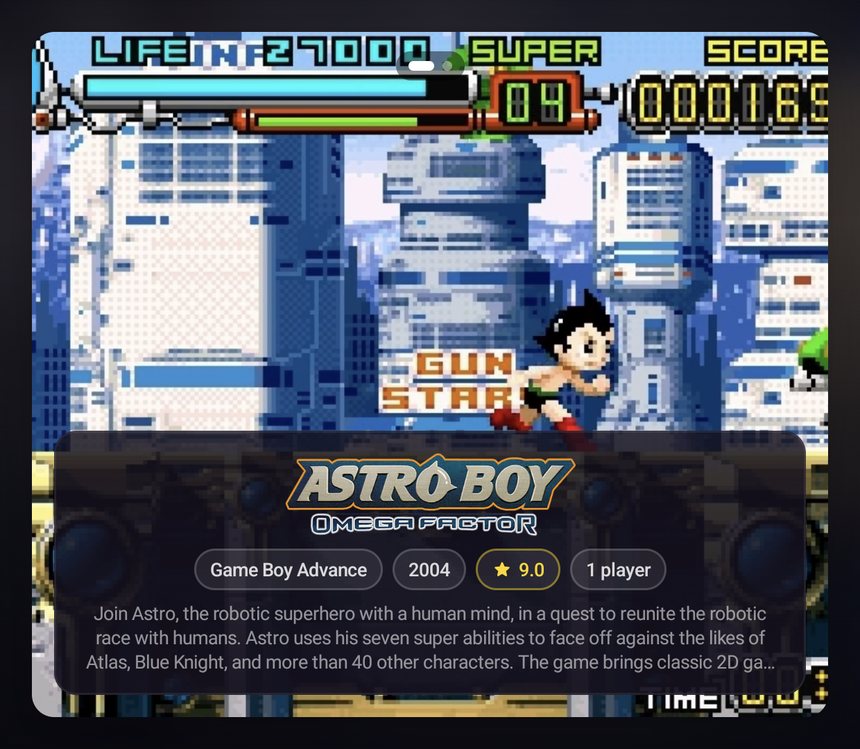 LIFE INF 27000 SUPER SCORE
04 000169
GUN
STAR
ASTRO BOY
OMEGA FACTOR
Game Boy Advance 2004 ★ 9.0 1 player
Join Astro, the robotic superhero with a human mind, in a quest to reunite the robotic
race with humans. Astro uses his seven super abilities to face off against the likes of
Atlas, Blue Knight, and more than 40 other characters. The game brings classic 2D ga...
TIME